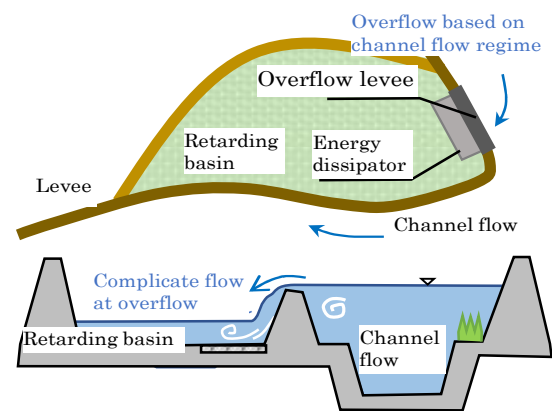 Overflow based on
channel flow regime
Overflow levee
Retarding
basin
Energy
dissipator
Levee
Channel flow
Complicate flow
at overflow
Retarding basin
Channel
flow